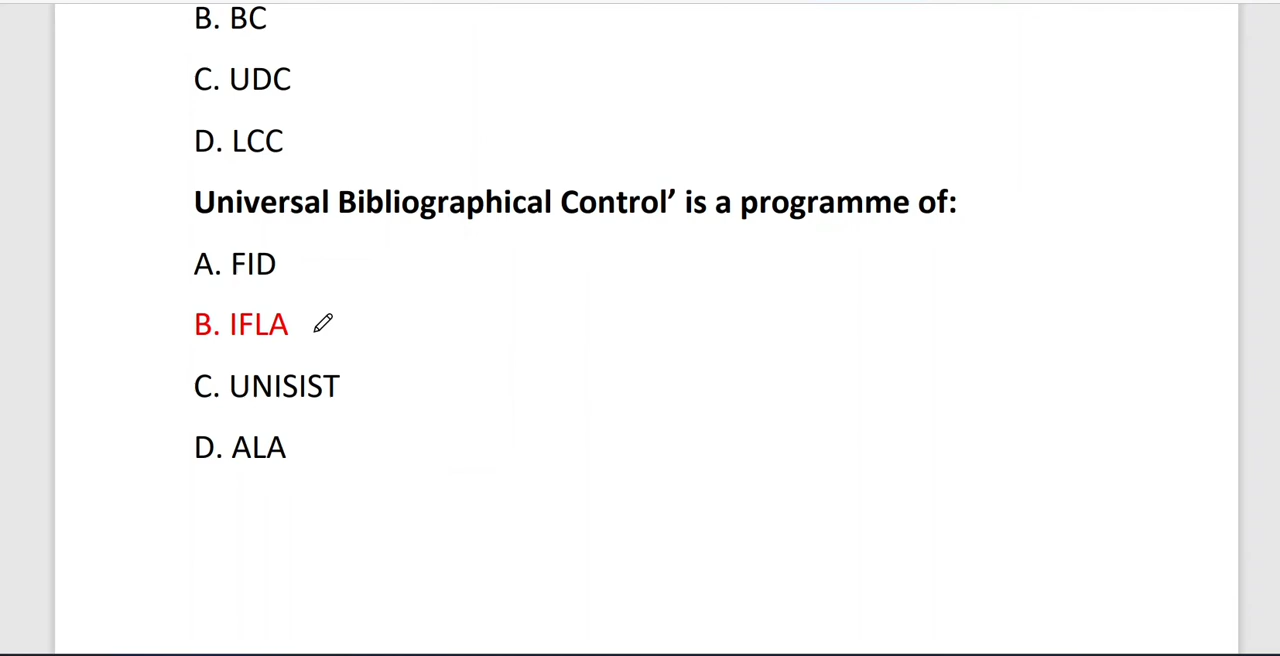 B. BC
C. UDC
D. LCC
Universal Bibliographical Control’ is a programme of:
A. FID
B. IFLA
C. UNISIST
D. ALA